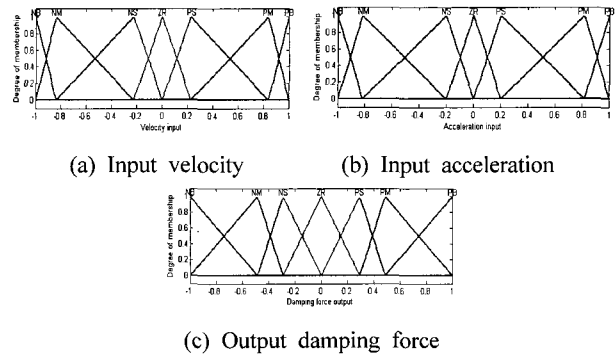 NB NM NS ZR PS PM PB
1
0.8
0.6
0.4
0.2
0
Degree of membership
-1 -0.8 -0.6 -0.4 -0.2 0 0.2 0.4 0.6 0.8 1
Velocity input
(a) Input velocity
NB NM NS ZR PS PM PB
1
0.8
0.6
0.4
0.2
0
Degree of membership
-1 -0.8 -0.6 -0.4 -0.2 0 0.2 0.4 0.6 0.8 1
Acceleration input
(b) Input acceleration
NB NM NS ZR PS PM PB
1
0.8
0.6
0.4
0.2
0
Degree of membership
-1 -0.8 -0.6 -0.4 -0.2 0 0.2 0.4 0.6 0.8 1
Damping force output
(c) Output damping force